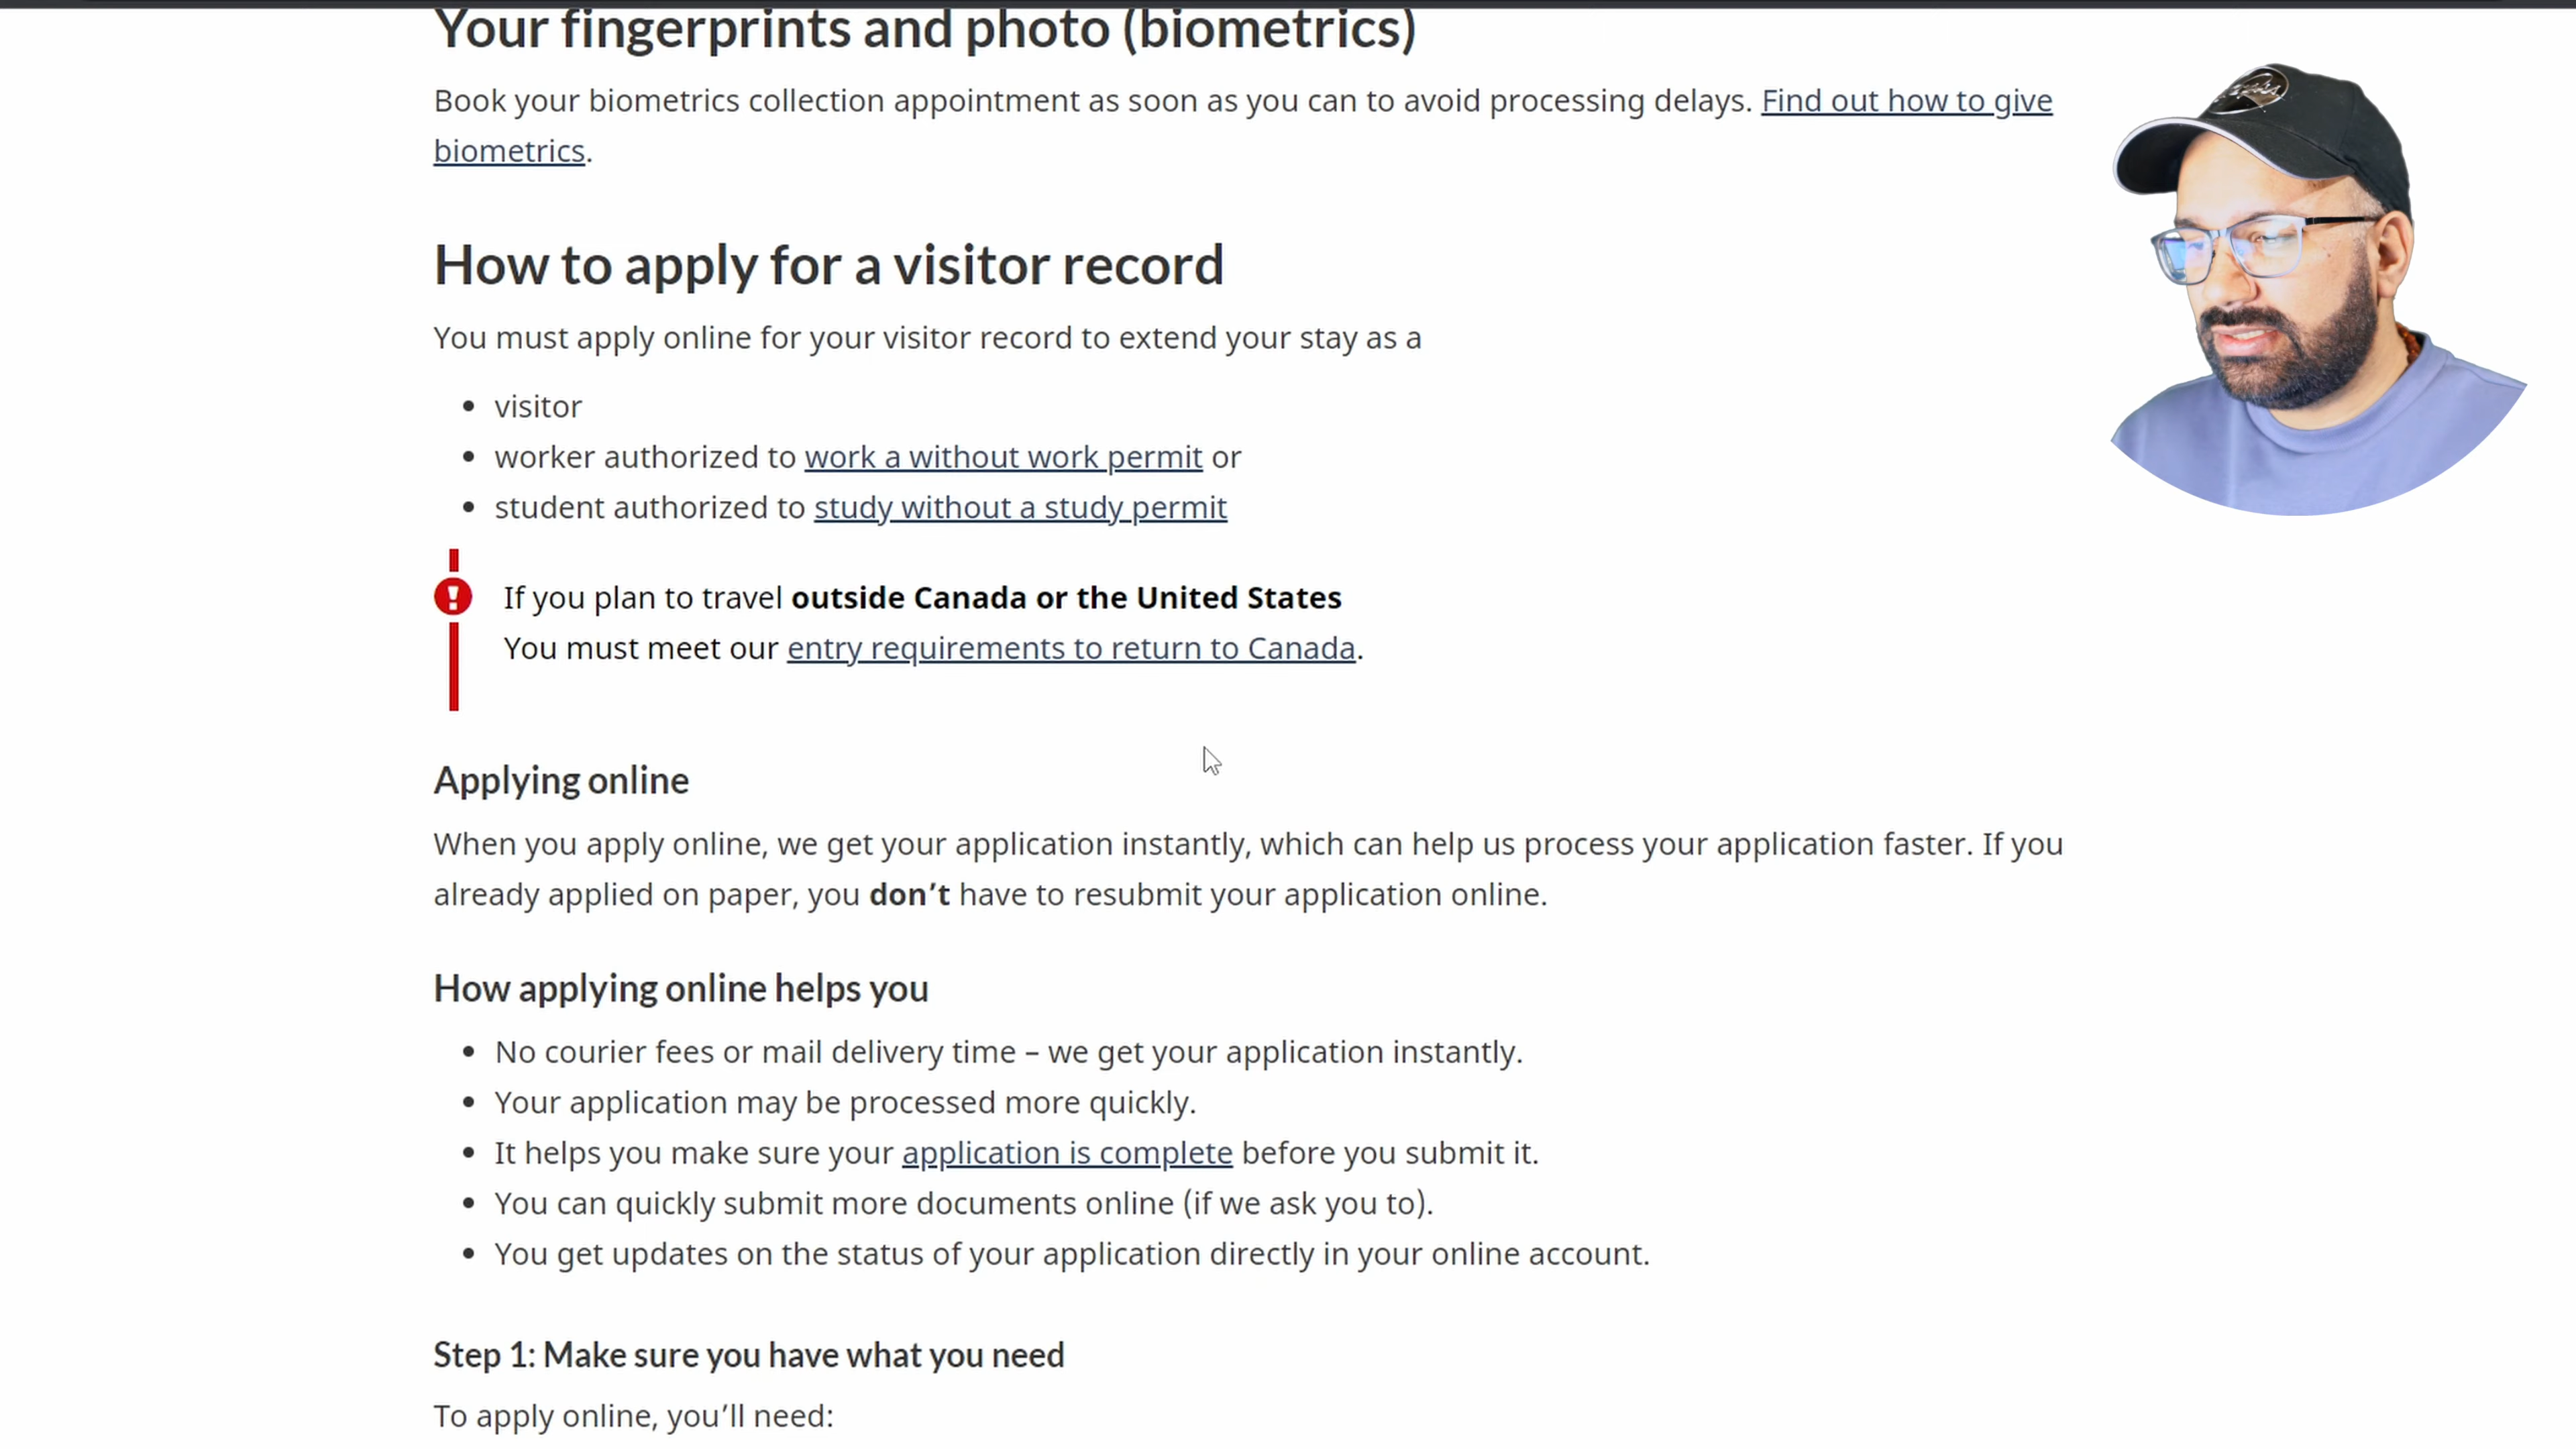 Your fingerprints and photo (biometrics)
Book your biometrics collection appointment as soon as you can to avoid processing delays. Find out how to give
biometrics.
How to apply for a visitor record
You must apply online for your visitor record to extend your stay as a
• visitor
• worker authorized to work a without work permit or
• student authorized to study without a study permit
If you plan to travel outside Canada or the United States
You must meet our entry requirements to return to Canada.
Applying online
When you apply online, we get your application instantly, which can help us process your application faster. If you
already applied on paper, you don’t have to resubmit your application online.
How applying online helps you
• No courier fees or mail delivery time – we get your application instantly.
• Your application may be processed more quickly.
• It helps you make sure your application is complete before you submit it.
• You can quickly submit more documents online (if we ask you to).
• You get updates on the status of your application directly in your online account.
Step 1: Make sure you have what you need
To apply online, you’ll need: